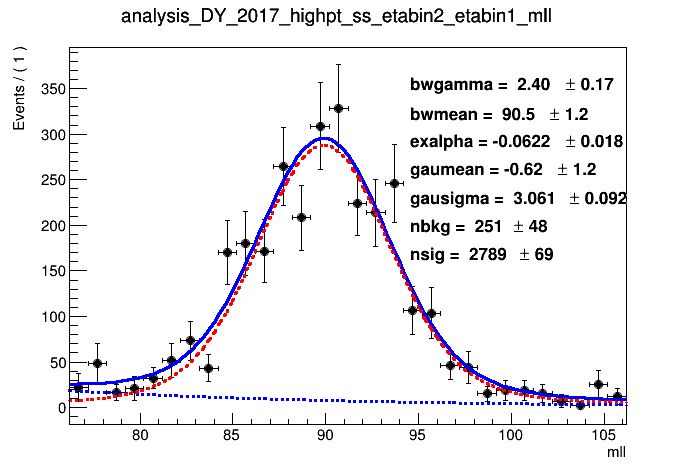 analysis_DY_2017_highpt_ss_etabin2_etabin1_mll
Events / ( 1 )
350
300
250
200
150
100
50
0
bwgamma = 2.40 ± 0.17
bwmean = 90.5 ± 1.2
exalpha = -0.0622 ± 0.018
gaumean = -0.62 ± 1.2
gausigma = 3.061 ± 0.092
nbkg = 251 ± 48
nsig = 2789 ± 69
80 85 90 95 100 105
mll